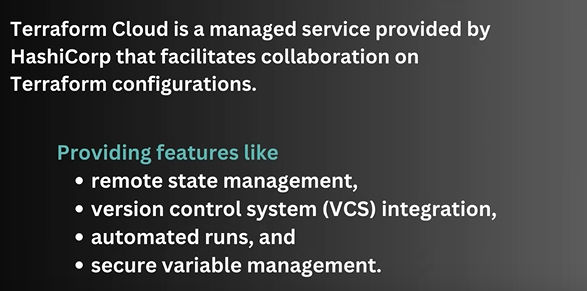 Terraform Cloud is a managed service provided by
HashiCorp that facilitates collaboration on
Terraform configurations.
Providing features like
• remote state management,
• version control system (VCS) integration,
• automated runs, and
• secure variable management.